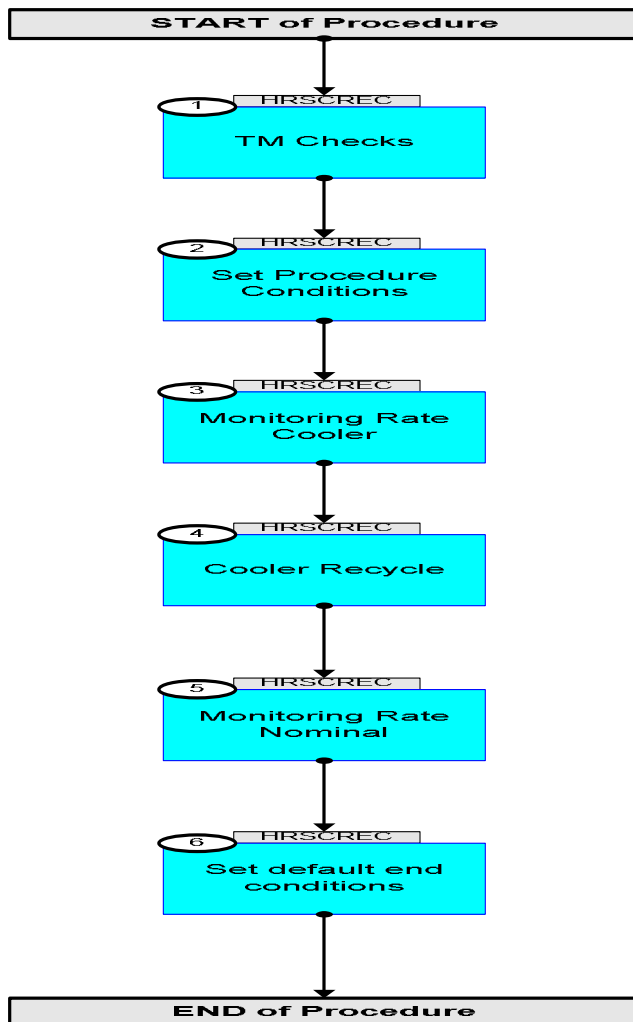 START of Procedure
HRSCREC
1
TM Checks
HRSCREC
2
Set Procedure
Conditions
HRSCREC
3
Monitoring Rate
Cooler
HRSCREC
4
Cooler Recycle
HRSCREC
5
Monitoring Rate
Nominal
HRSCREC
6
Set default end
conditions
END of Procedure